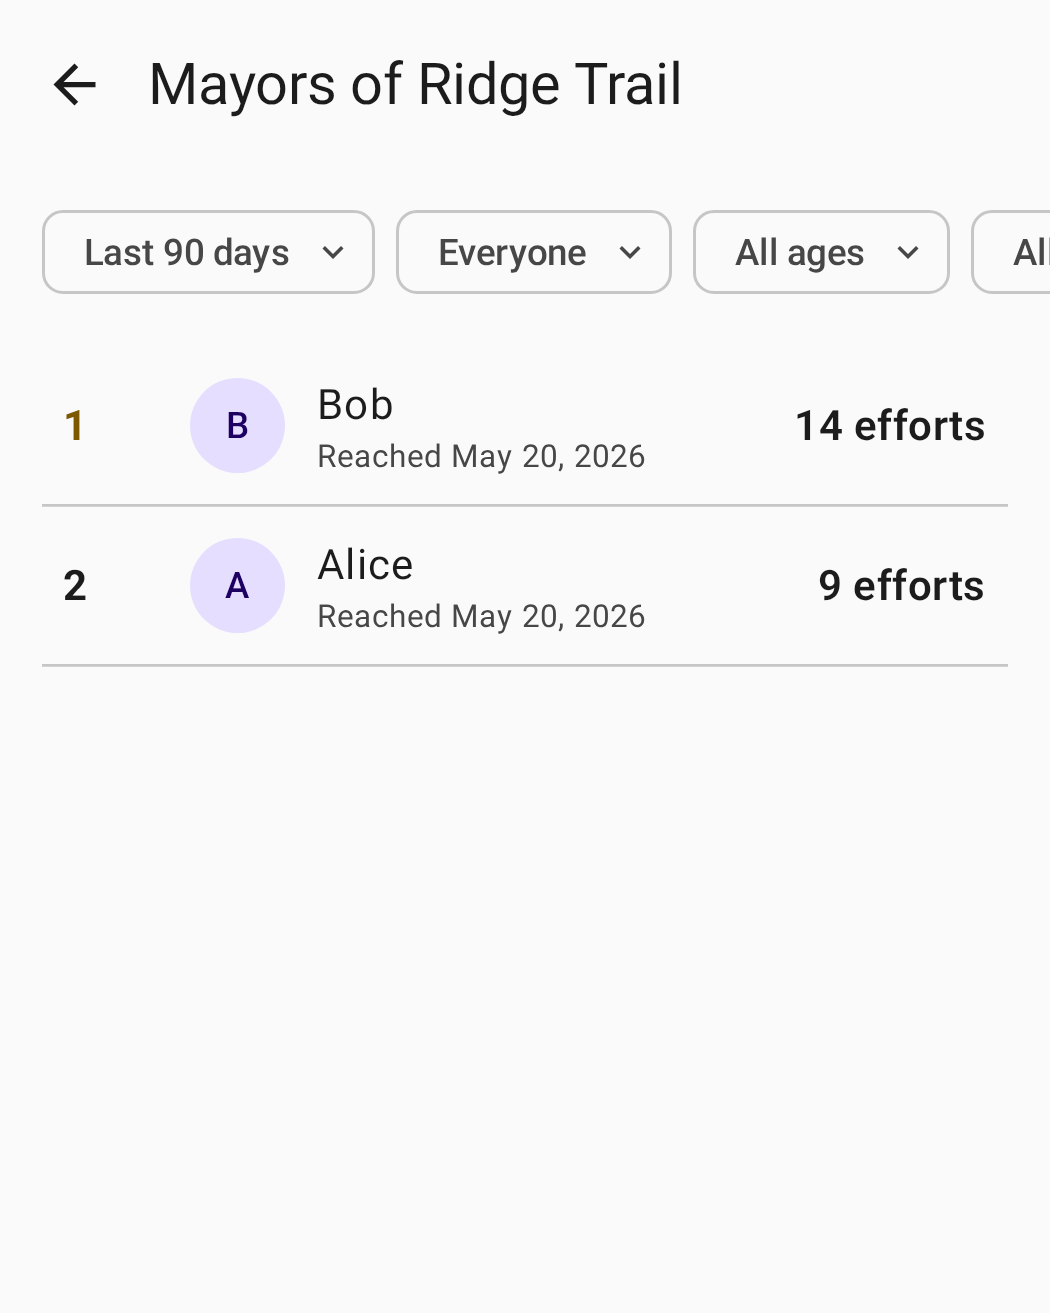 Mayors of Ridge Trail
Last 90 days
Everyone
All ages
All
1
B
Bob
Reached May 20, 2026
14 efforts
2
A
Alice
Reached May 20, 2026
9 efforts